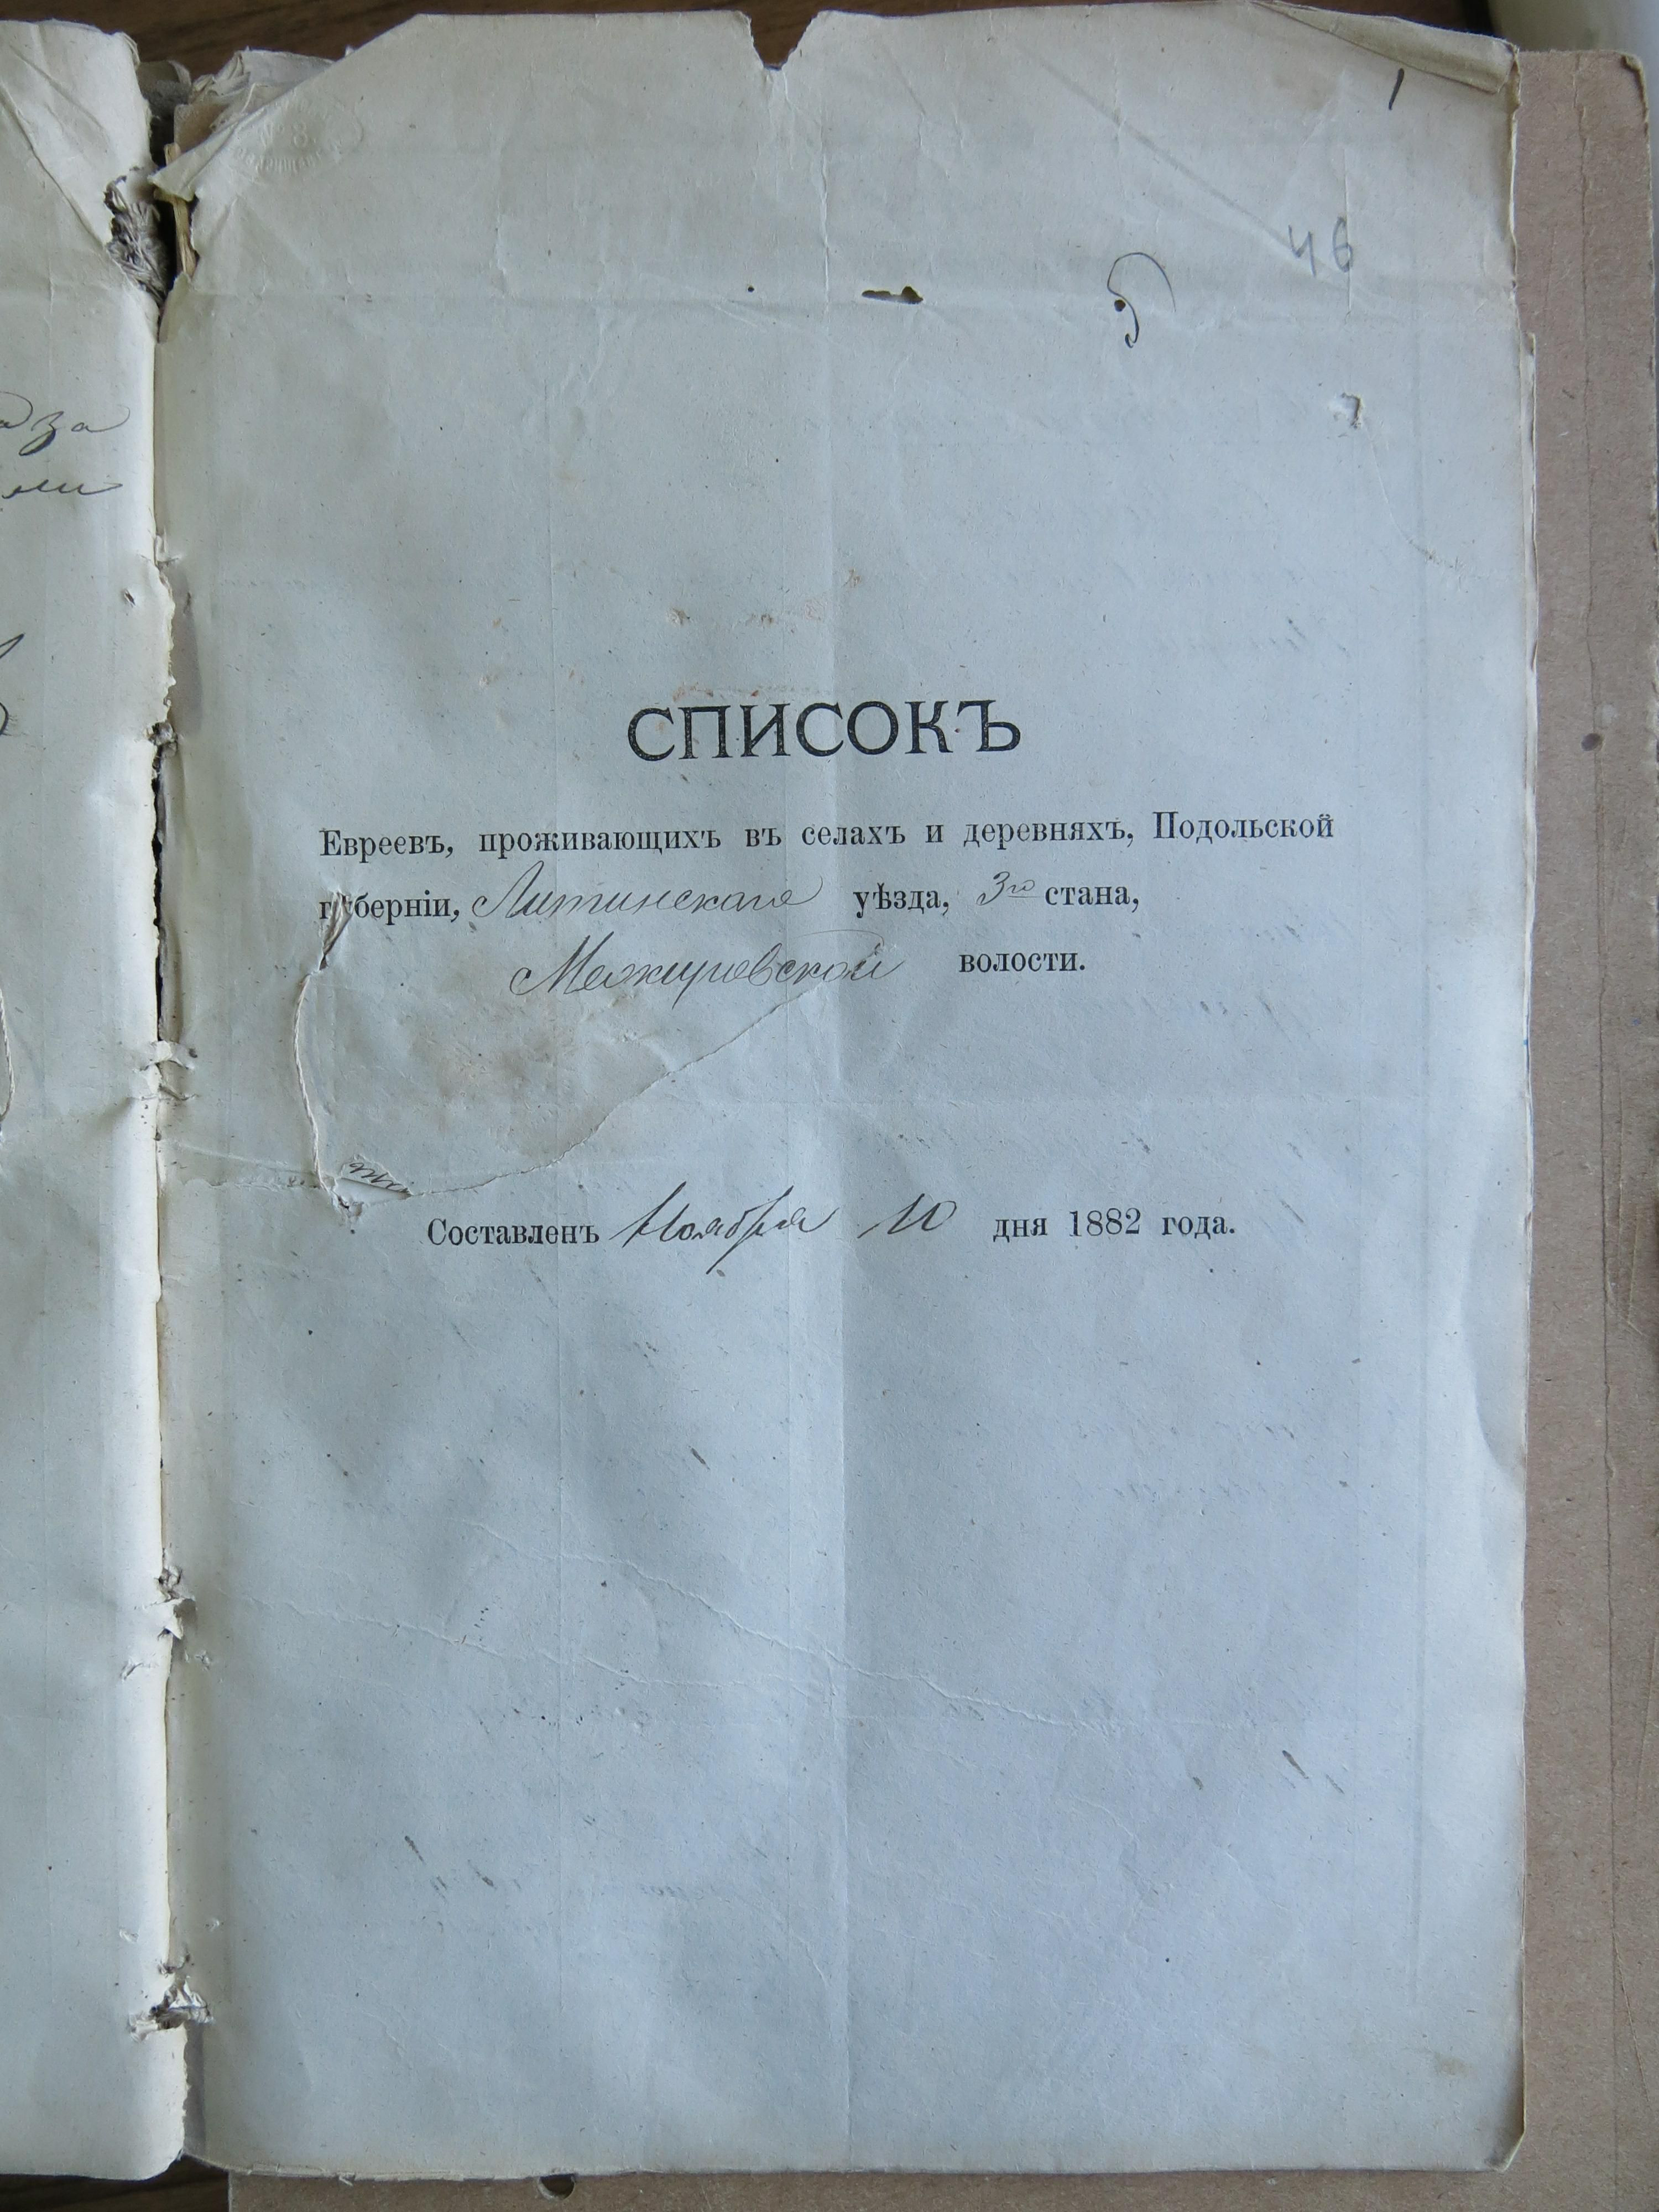 1
46
СПИСОКЪ
Евреевъ, проживающихъ въ селахъ и деревняхъ, Подольской
губерніи, Литинскаго уѣзда, 3го стана,
Межировской волости.
Составленъ Ноября 10 дня 1882 года.
за